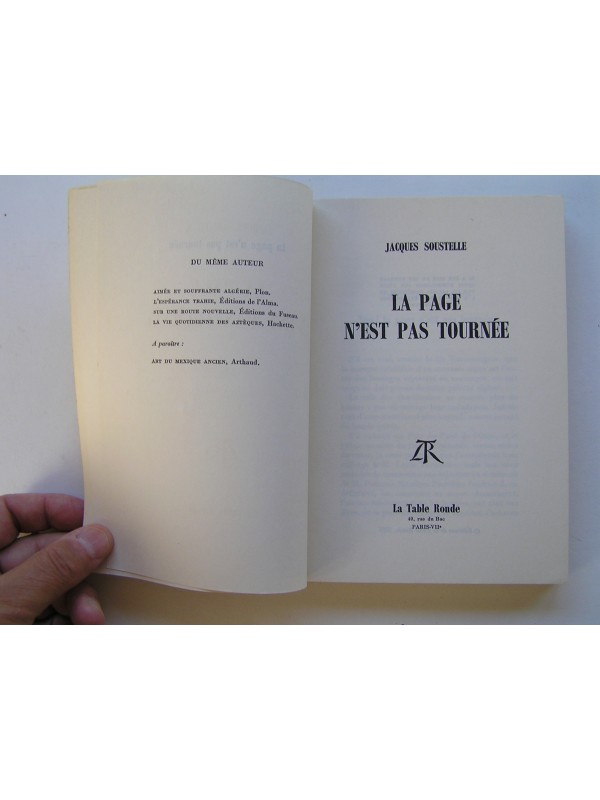 DU MÊME AUTEUR
AIMÉE ET SOUFFRANTE ALGÉRIE, Plon.
L'ESPÉRANCE TRAHIE, Éditions de l'Alma.
SUR UNE ROUTE NOUVELLE, Éditions du Fuseau.
LA VIE QUOTIDIENNE DES AZTÈQUES, Hachette.
A paraître :
ART DU MEXIQUE ANCIEN, Arthaud.
JACQUES SOUSTELLE
LA PAGE
N'EST PAS TOURNÉE
LTR
La Table Ronde
40, rue du Bac
PARIS-VIIe